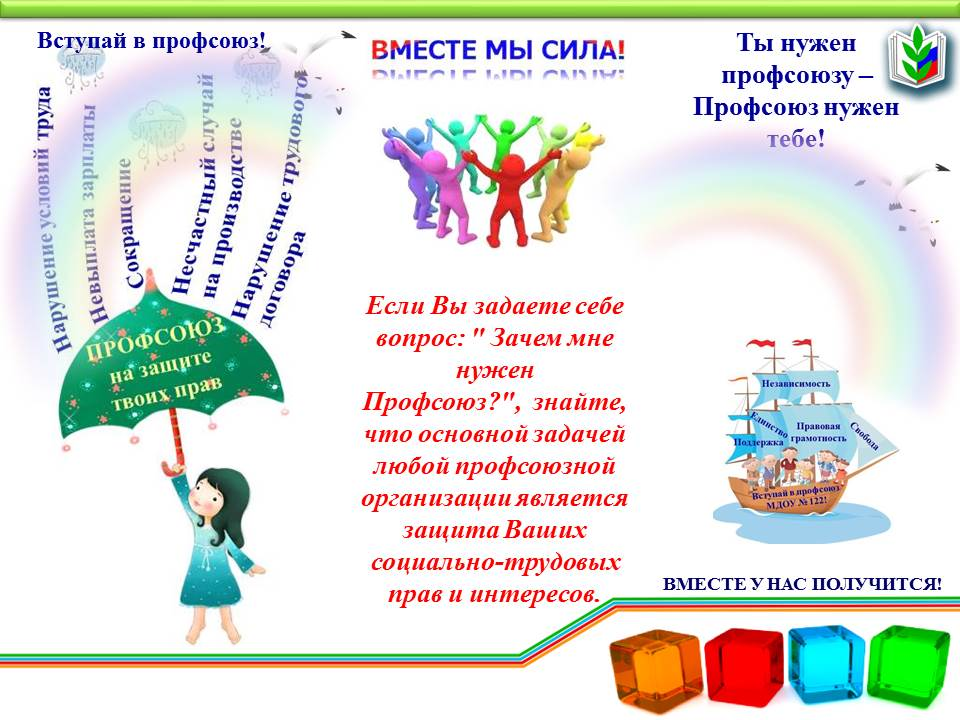 Вступай в профсоюз!
Нарушение условий труда
Невыплата зарплаты
Сокращение
Несчастный случай
на производстве
Нарушение трудового
договора
ПРОФСОЮЗ
на защите
твоих прав
ВМЕСТЕ МЫ СИЛА!
Если Вы задаете себе
вопрос: " Зачем мне
нужен
Профсоюз?", знайте,
что основной задачей
любой профсоюзной
организации является
защита Ваших
социально-трудовых
прав и интересов.
Ты нужен
профсоюзу –
Профсоюз нужен
тебе!
Независимость
Единство
Поддержка
Правовая
грамотность
Свобода
Вступай в профсоюз
МДОУ № 122!
ВМЕСТЕ У НАС ПОЛУЧИТСЯ!